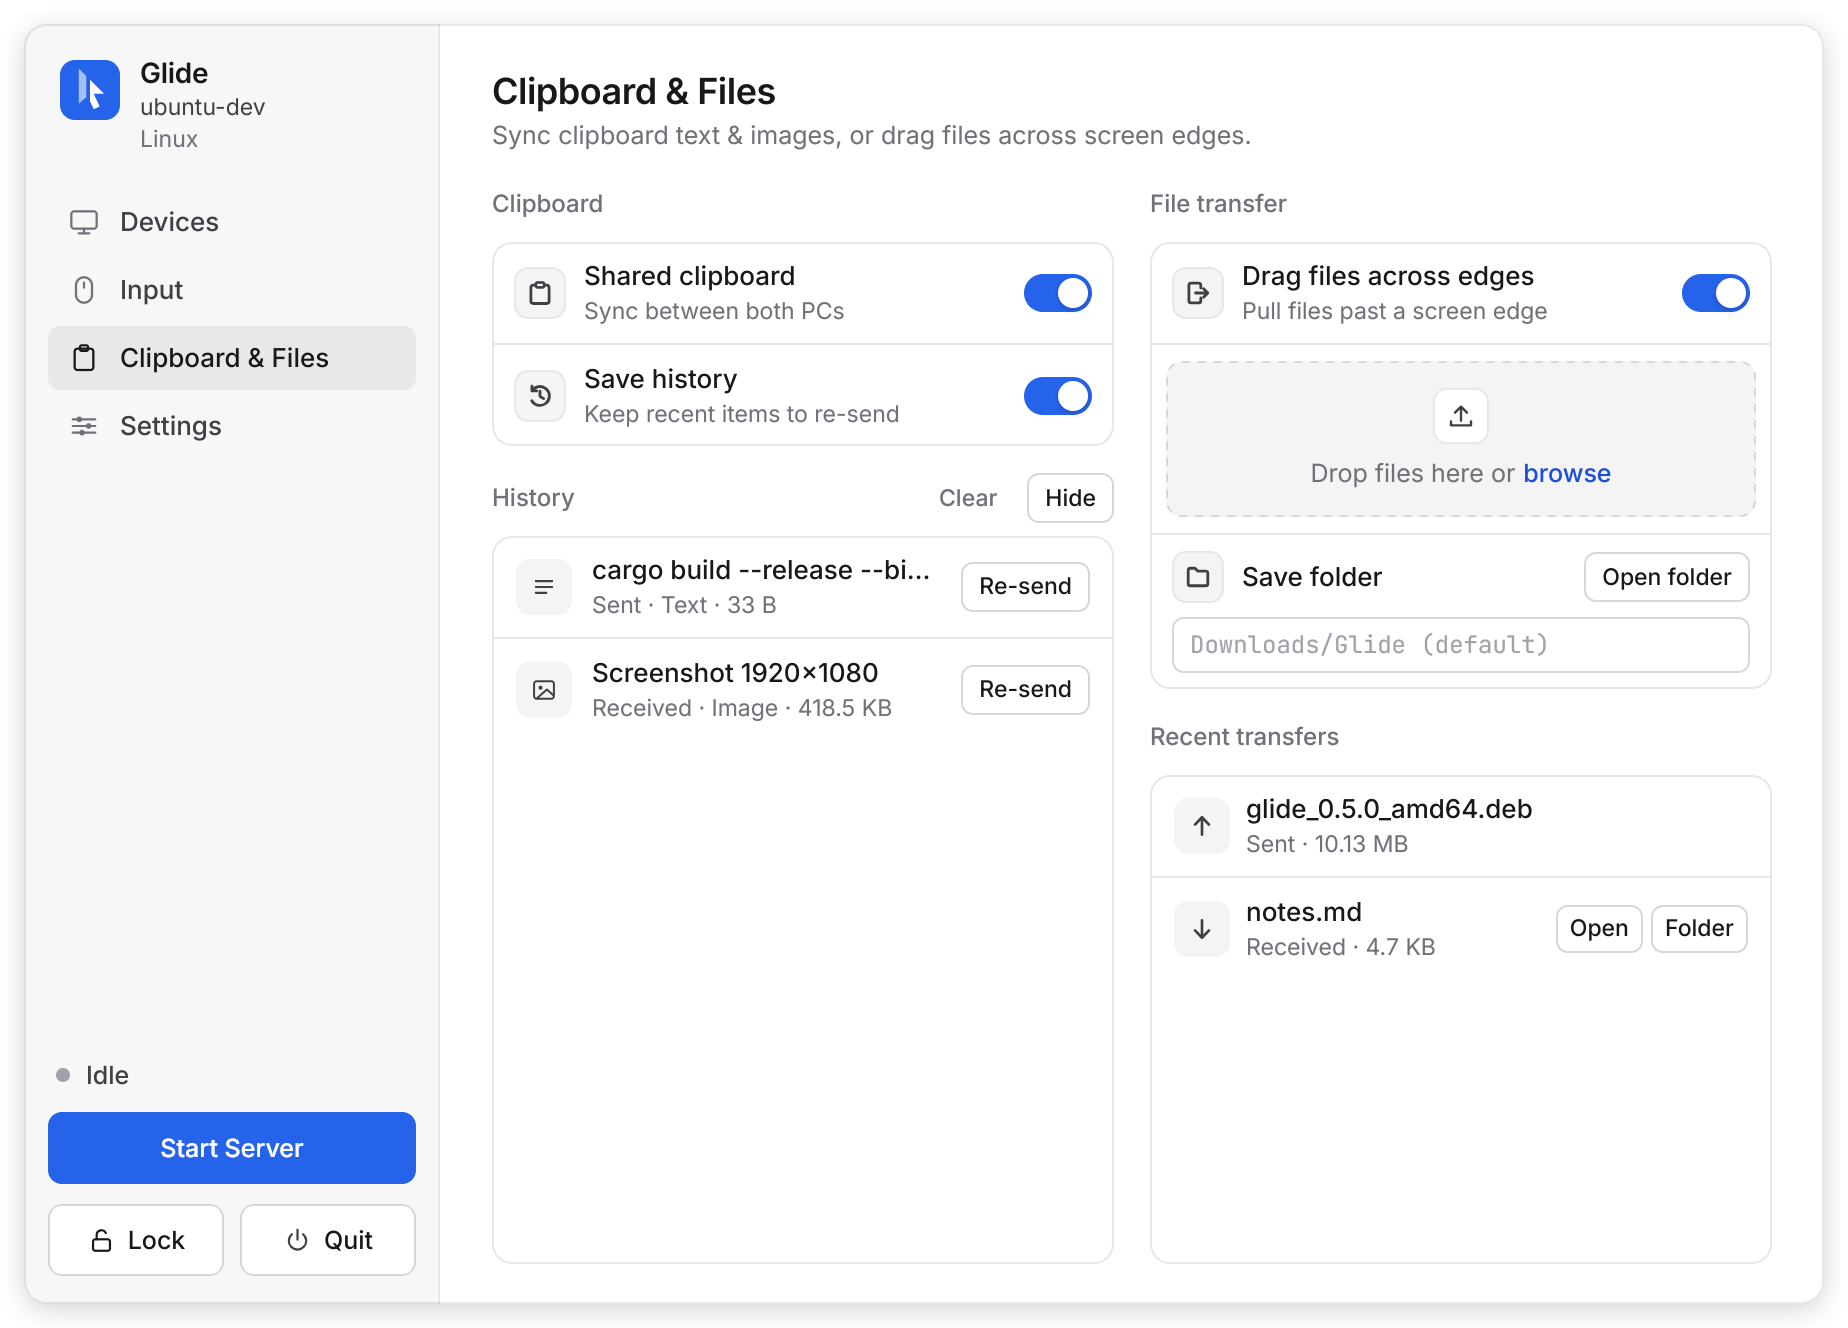 Glide
ubuntu-dev
Linux
Devices
Input
Clipboard & Files
Settings
Idle
Start Server
Lock
Quit
Clipboard & Files
Sync clipboard text & images, or drag files across screen edges.
Clipboard
Shared clipboard
Sync between both PCs
Save history
Keep recent items to re-send
History
Clear
Hide
cargo build --release --bi...
Sent · Text · 33 B
Re-send
Screenshot 1920×1080
Received · Image · 418.5 KB
Re-send
File transfer
Drag files across edges
Pull files past a screen edge
Drop files here or browse
Save folder
Open folder
Downloads/Glide (default)
Recent transfers
glide_0.5.0_amd64.deb
Sent · 10.13 MB
notes.md
Received · 4.7 KB
Open
Folder